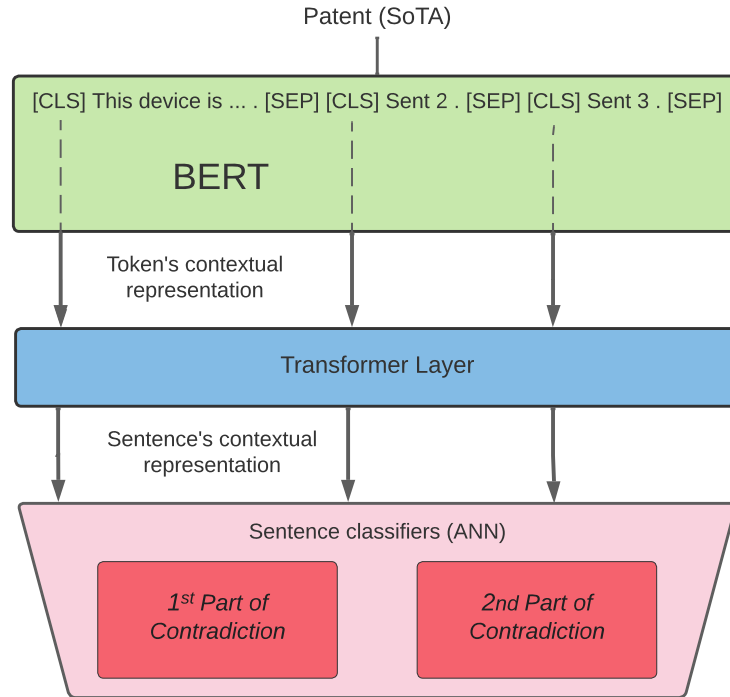 Patent (SoTA)
[CLS] This device is ... . [SEP] [CLS] Sent 2 . [SEP] [CLS] Sent 3 . [SEP]
BERT
Token's contextual
representation
Transformer Layer
Sentence's contextual
representation
Sentence classifiers (ANN)
1st Part of
Contradiction
2nd Part of
Contradiction